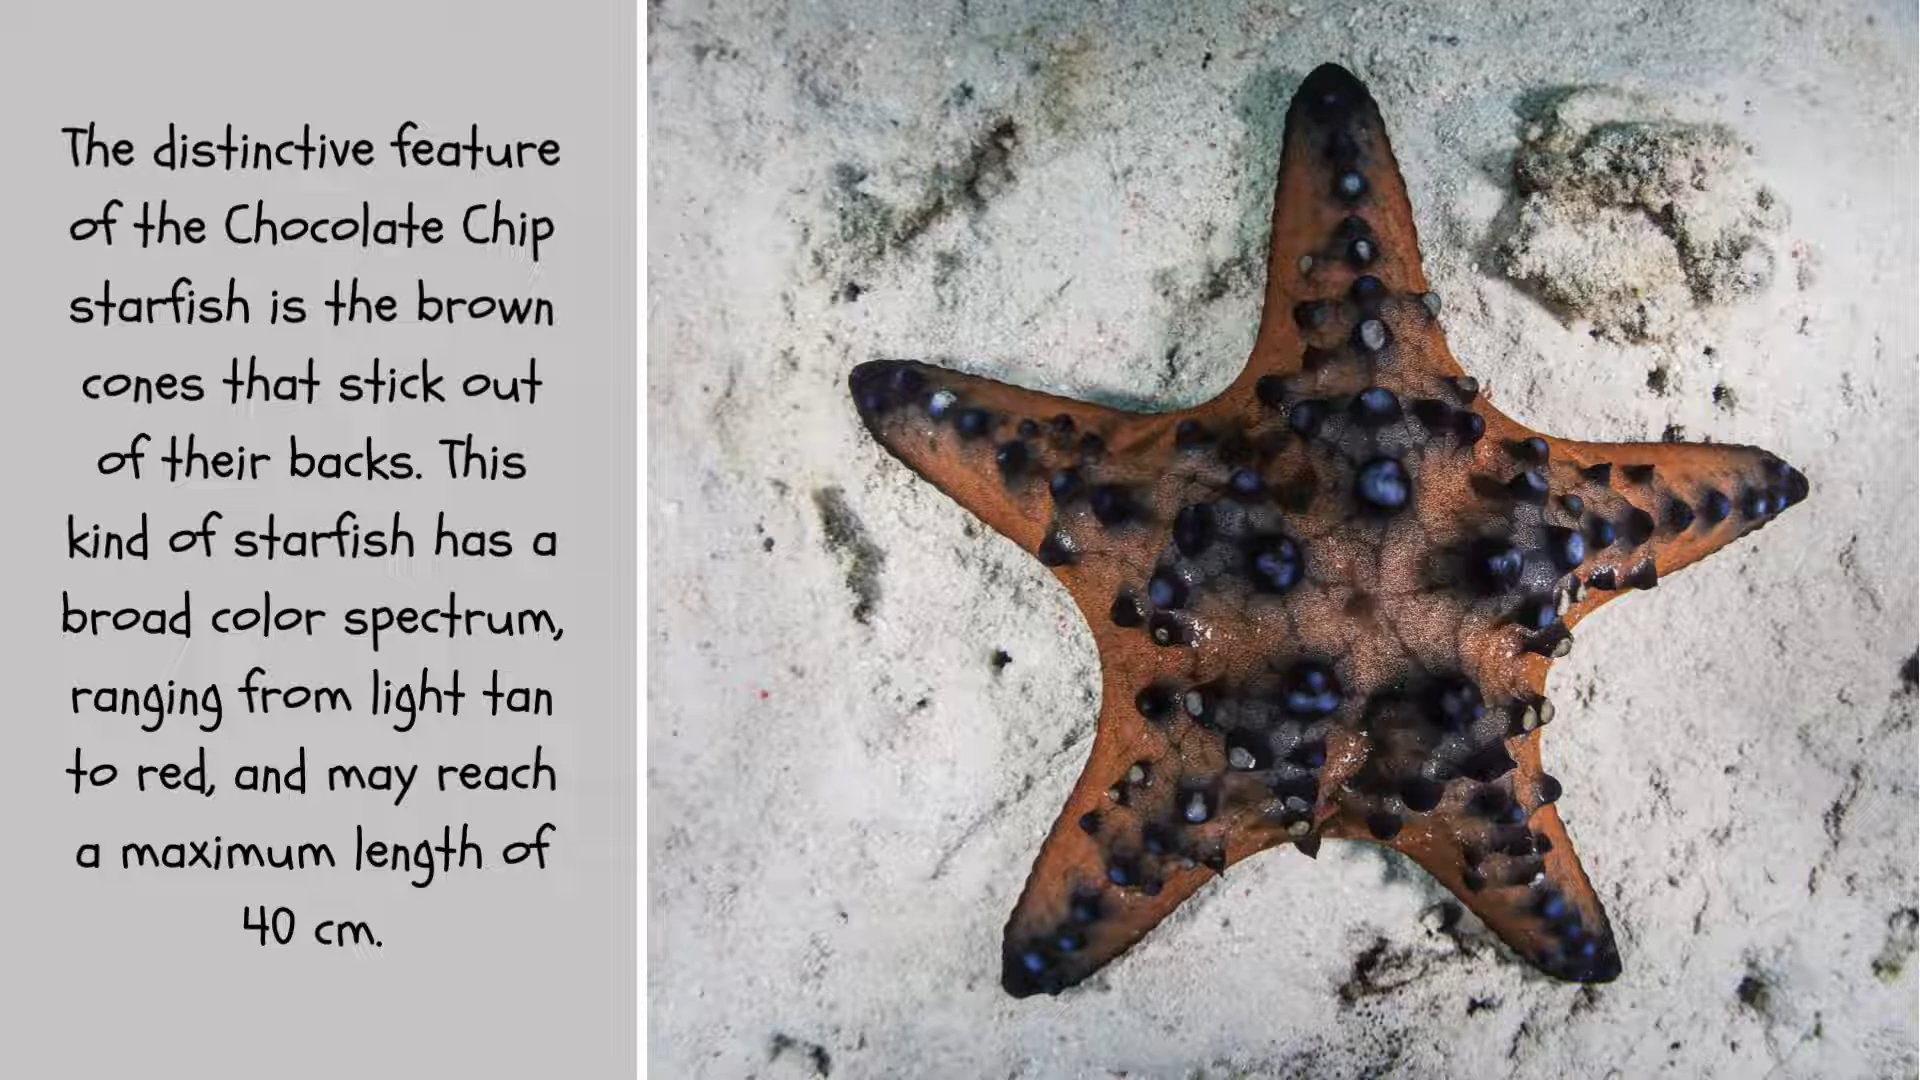 The distinctive feature
of the Chocolate Chip
starfish is the brown
cones that stick out
of their backs. This
kind of starfish has a
broad color spectrum,
ranging from light tan
to red, and may reach
a maximum length of
40 cm.